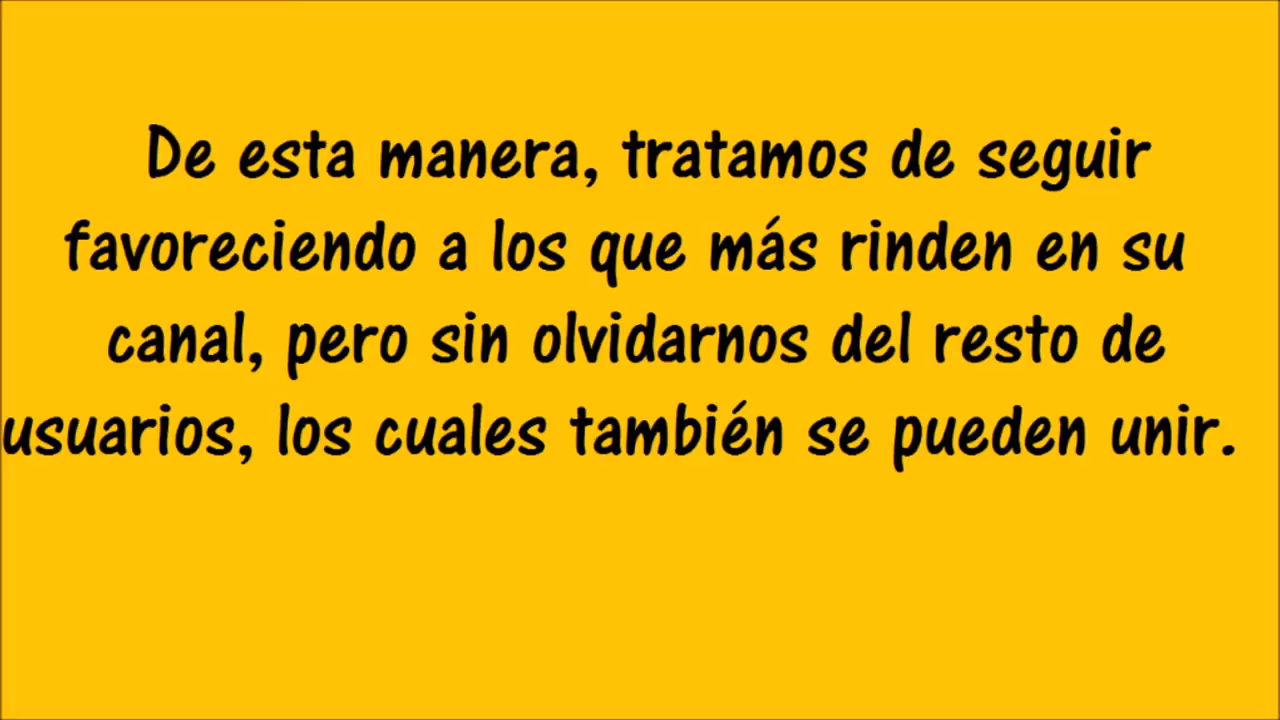 De esta manera, tratamos de seguir
favoreciendo a los que más rinden en su
canal, pero sin olvidarnos del resto de
usuarios, los cuales también se pueden unir.